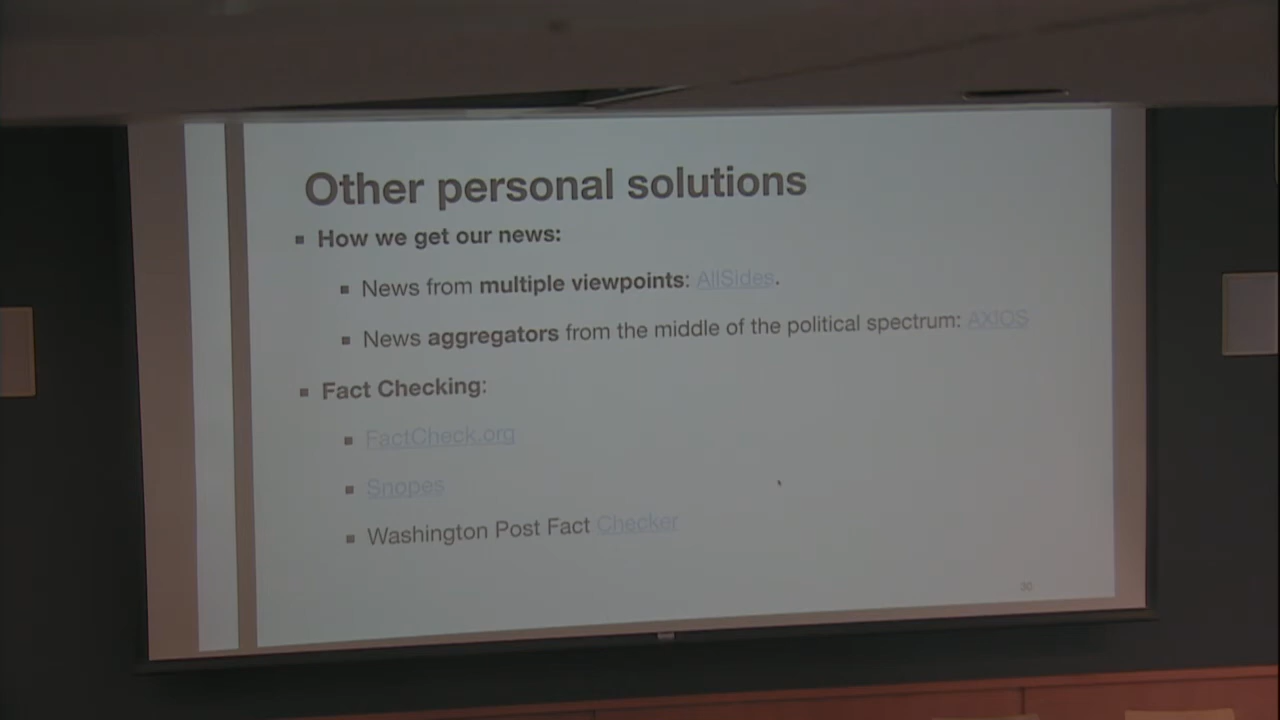 Other personal solutions
How we get our news:
News from multiple viewpoints: AllSides.
News aggregators from the middle of the political spectrum: AXIOS
Fact Checking:
FactCheck.org
Snopes
Washington Post Fact Checker
30